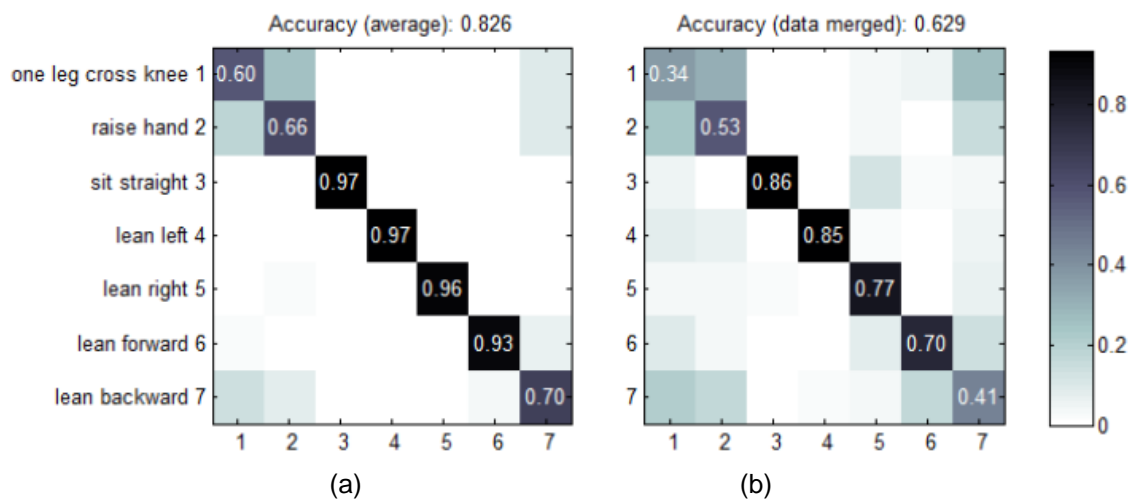 Accuracy (average): 0.826
one leg cross knee 1 0.60
raise hand 2 0.66
sit straight 3 0.97
lean left 4 0.97
lean right 5 0.96
lean forward 6 0.93
lean backward 7 0.70
1 2 3 4 5 6 7
(a)
Accuracy (data merged): 0.629
1 0.34
2 0.53
3 0.86
4 0.85
5 0.77
6 0.70
7 0.41
1 2 3 4 5 6 7
(b)
0.8
0.6
0.4
0.2
0